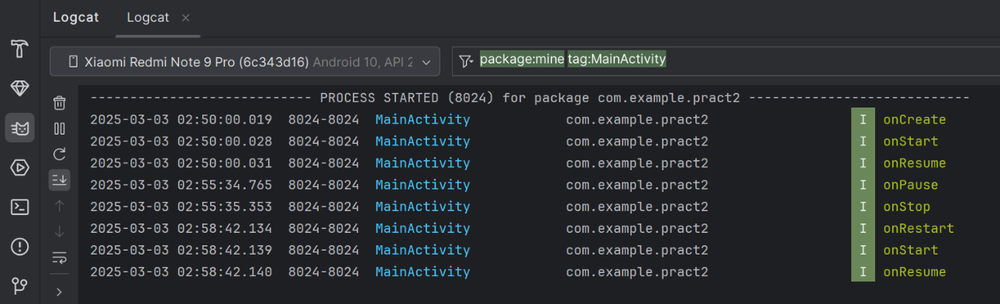 Logcat Logcat ×
Xiaomi Redmi Note 9 Pro (6c343d16) Android 10, API 2
package:mine tag:MainActivity
---------------------------- PROCESS STARTED (8024) for package com.example.pract2 ----------------------------
2025-03-03 02:50:00.019 8024-8024 MainActivity com.example.pract2 I onCreate
2025-03-03 02:50:00.028 8024-8024 MainActivity com.example.pract2 I onStart
2025-03-03 02:50:00.031 8024-8024 MainActivity com.example.pract2 I onResume
2025-03-03 02:55:34.765 8024-8024 MainActivity com.example.pract2 I onPause
2025-03-03 02:55:35.353 8024-8024 MainActivity com.example.pract2 I onStop
2025-03-03 02:58:42.134 8024-8024 MainActivity com.example.pract2 I onRestart
2025-03-03 02:58:42.139 8024-8024 MainActivity com.example.pract2 I onStart
2025-03-03 02:58:42.140 8024-8024 MainActivity com.example.pract2 I onResume